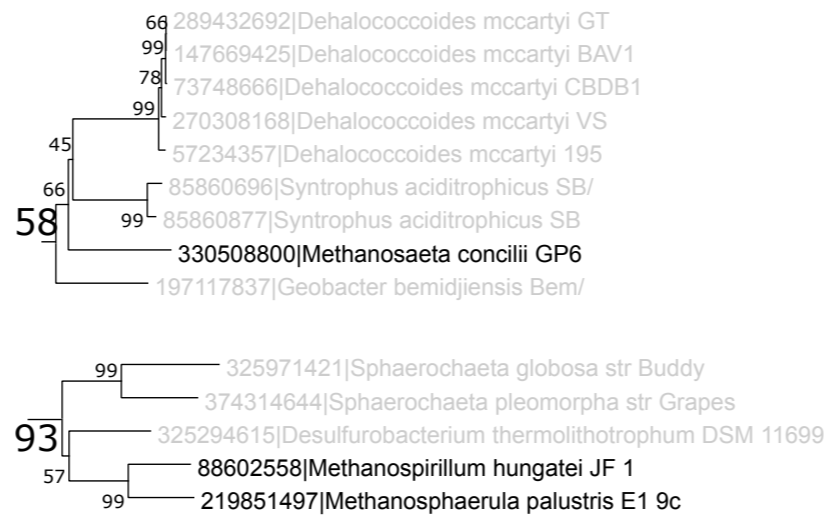 66
289432692|Dehalococcoides mccartyi GT
99
147669425|Dehalococcoides mccartyi BAV1
78
73748666|Dehalococcoides mccartyi CBDB1
99
270308168|Dehalococcoides mccartyi VS
45
57234357|Dehalococcoides mccartyi 195
66
85860696|Syntrophus aciditrophicus SB/
58
99
85860877|Syntrophus aciditrophicus SB
330508800|Methanosaeta concilii GP6
197117837|Geobacter bemidjiensis Bem/
99
325971421|Sphaerochaeta globosa str Buddy
374314644|Sphaerochaeta pleomorpha str Grapes
93
325294615|Desulfurobacterium thermolithotrophum DSM 11699
57
88602558|Methanospirillum hungatei JF 1
99
219851497|Methanosphaerula palustris E1 9c